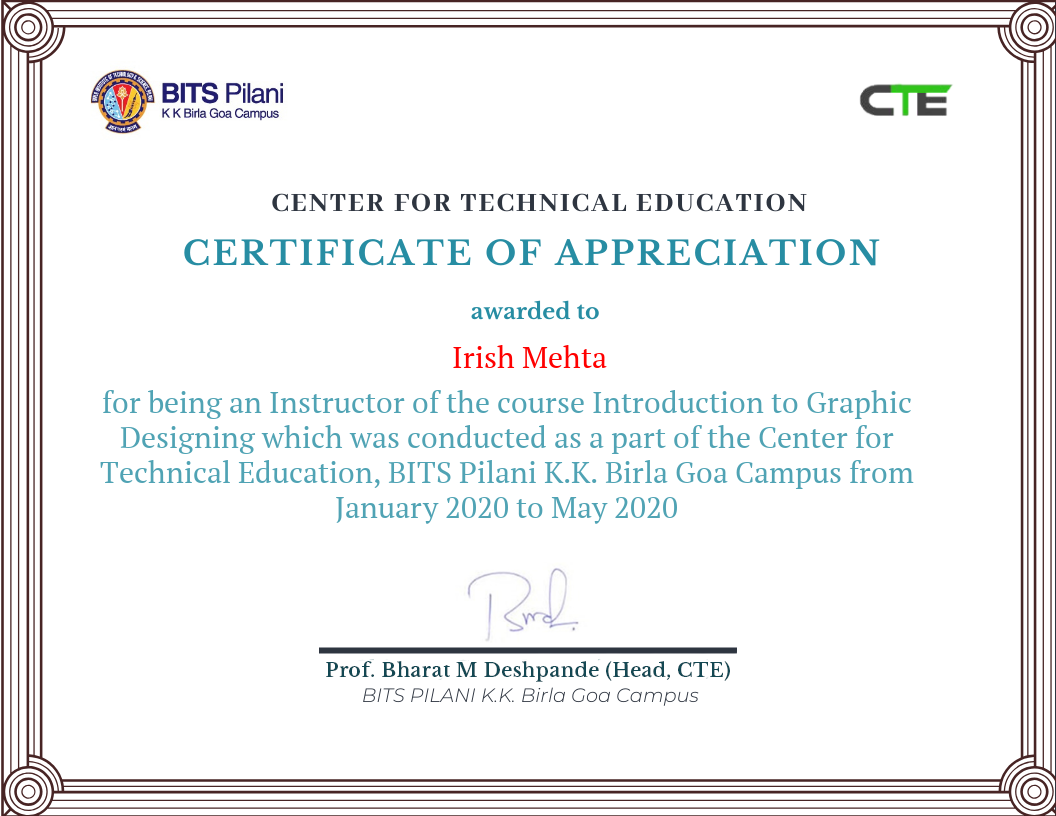 BITS Pilani
K K Birla Goa Campus
CTE
CENTER FOR TECHNICAL EDUCATION
CERTIFICATE OF APPRECIATION
awarded to
Irish Mehta
for being an Instructor of the course Introduction to Graphic
Designing which was conducted as a part of the Center for
Technical Education, BITS Pilani K.K. Birla Goa Campus from
January 2020 to May 2020
Prof. Bharat M Deshpande (Head, CTE)
BITS PILANI K.K. Birla Goa Campus